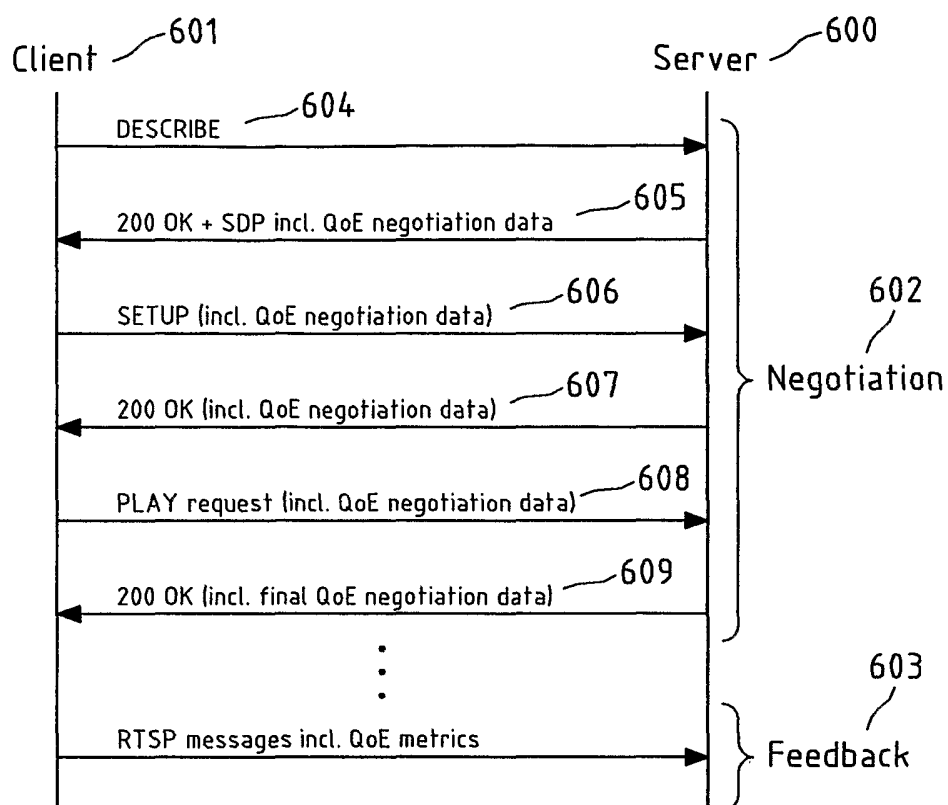 Client 601
Server 600
DESCRIBE 604
200 OK + SDP incl. QoE negotiation data 605
SETUP (incl. QoE negotiation data) 606
602
Negotiation
200 OK (incl. QoE negotiation data) 607
PLAY request (incl. QoE negotiation data) 608
200 OK (incl. final QoE negotiation data) 609
603
RTSP messages incl. QoE metrics
Feedback